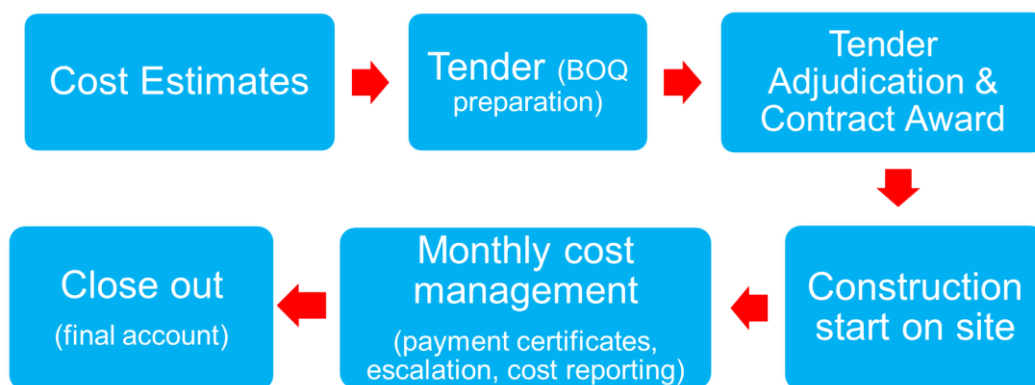 Cost Estimates
Tender (BOQ
preparation)
Tender
Adjudication &
Contract Award
Construction
start on site
Monthly cost
management
(payment certificates,
escalation, cost reporting)
Close out
(final account)